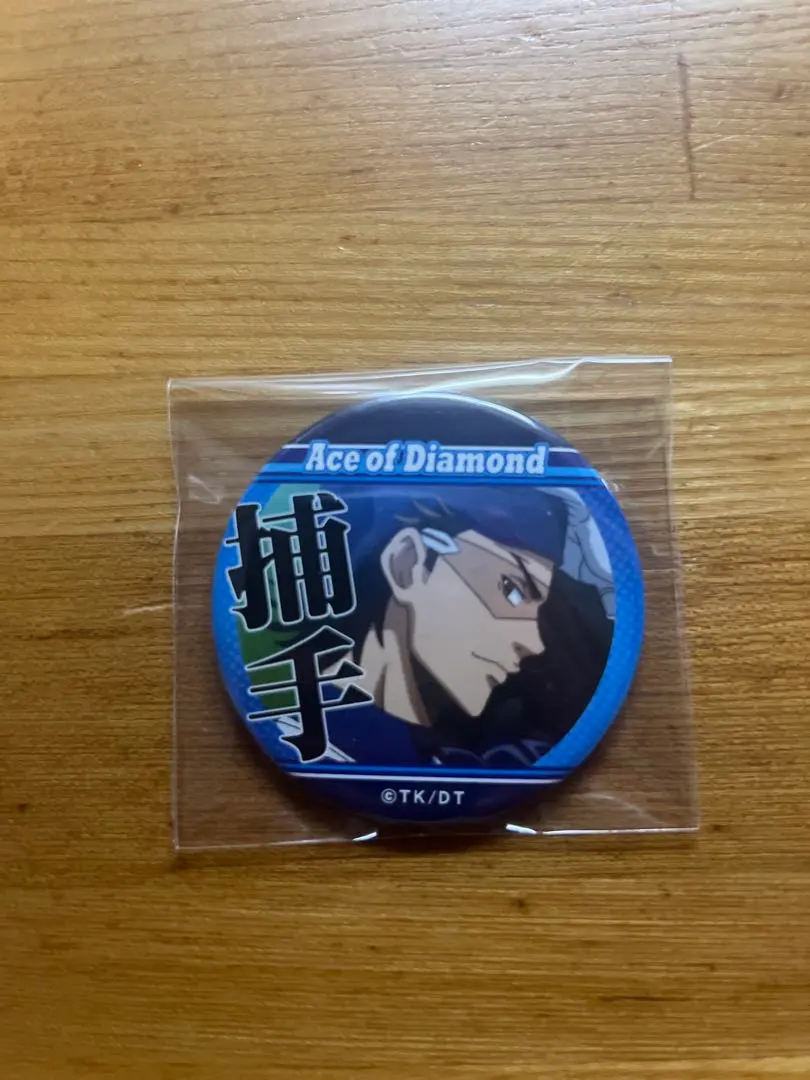 Ace of Diamond
捕手
©TK/DT